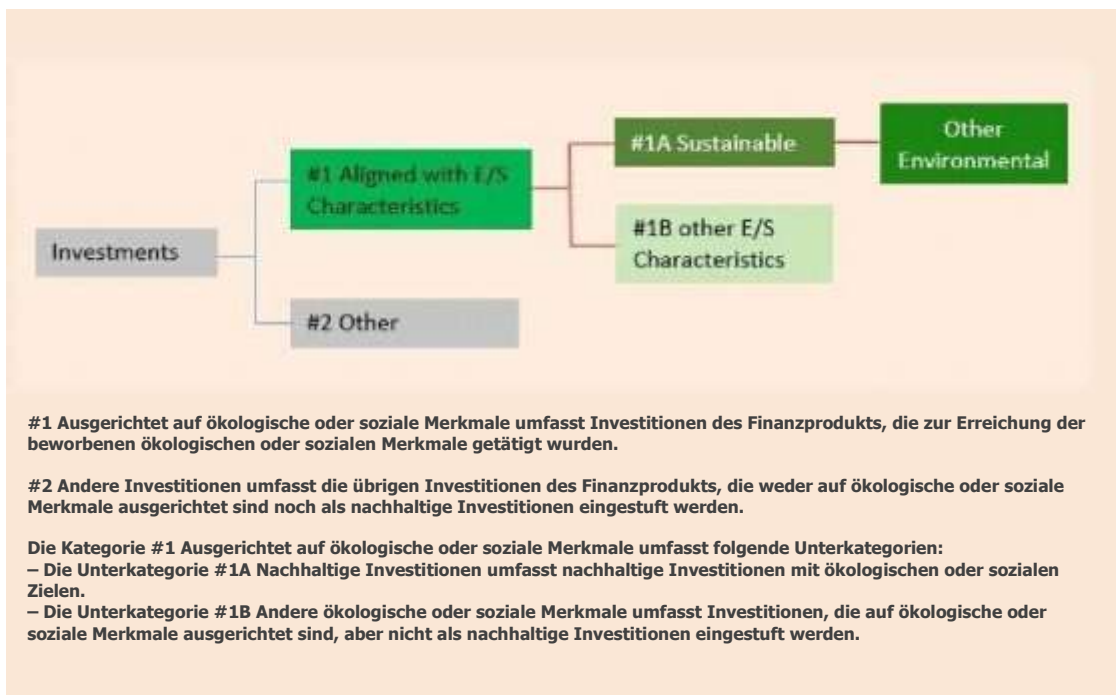 Investments
#1 Aligned with E/S
Characteristics
#2 Other
#1A Sustainable
#1B other E/S
Characteristics
Other
Environmental
#1 Ausgerichtet auf ökologische oder soziale Merkmale umfasst Investitionen des Finanzprodukts, die zur Erreichung der
beworbenen ökologischen oder sozialen Merkmale getätigt wurden.
#2 Andere Investitionen umfasst die übrigen Investitionen des Finanzprodukts, die weder auf ökologische oder soziale
Merkmale ausgerichtet sind noch als nachhaltige Investitionen eingestuft werden.
Die Kategorie #1 Ausgerichtet auf ökologische oder soziale Merkmale umfasst folgende Unterkategorien:
– Die Unterkategorie #1A Nachhaltige Investitionen umfasst nachhaltige Investitionen mit ökologischen oder sozialen
Zielen.
– Die Unterkategorie #1B Andere ökologische oder soziale Merkmale umfasst Investitionen, die auf ökologische oder
soziale Merkmale ausgerichtet sind, aber nicht als nachhaltige Investitionen eingestuft werden.